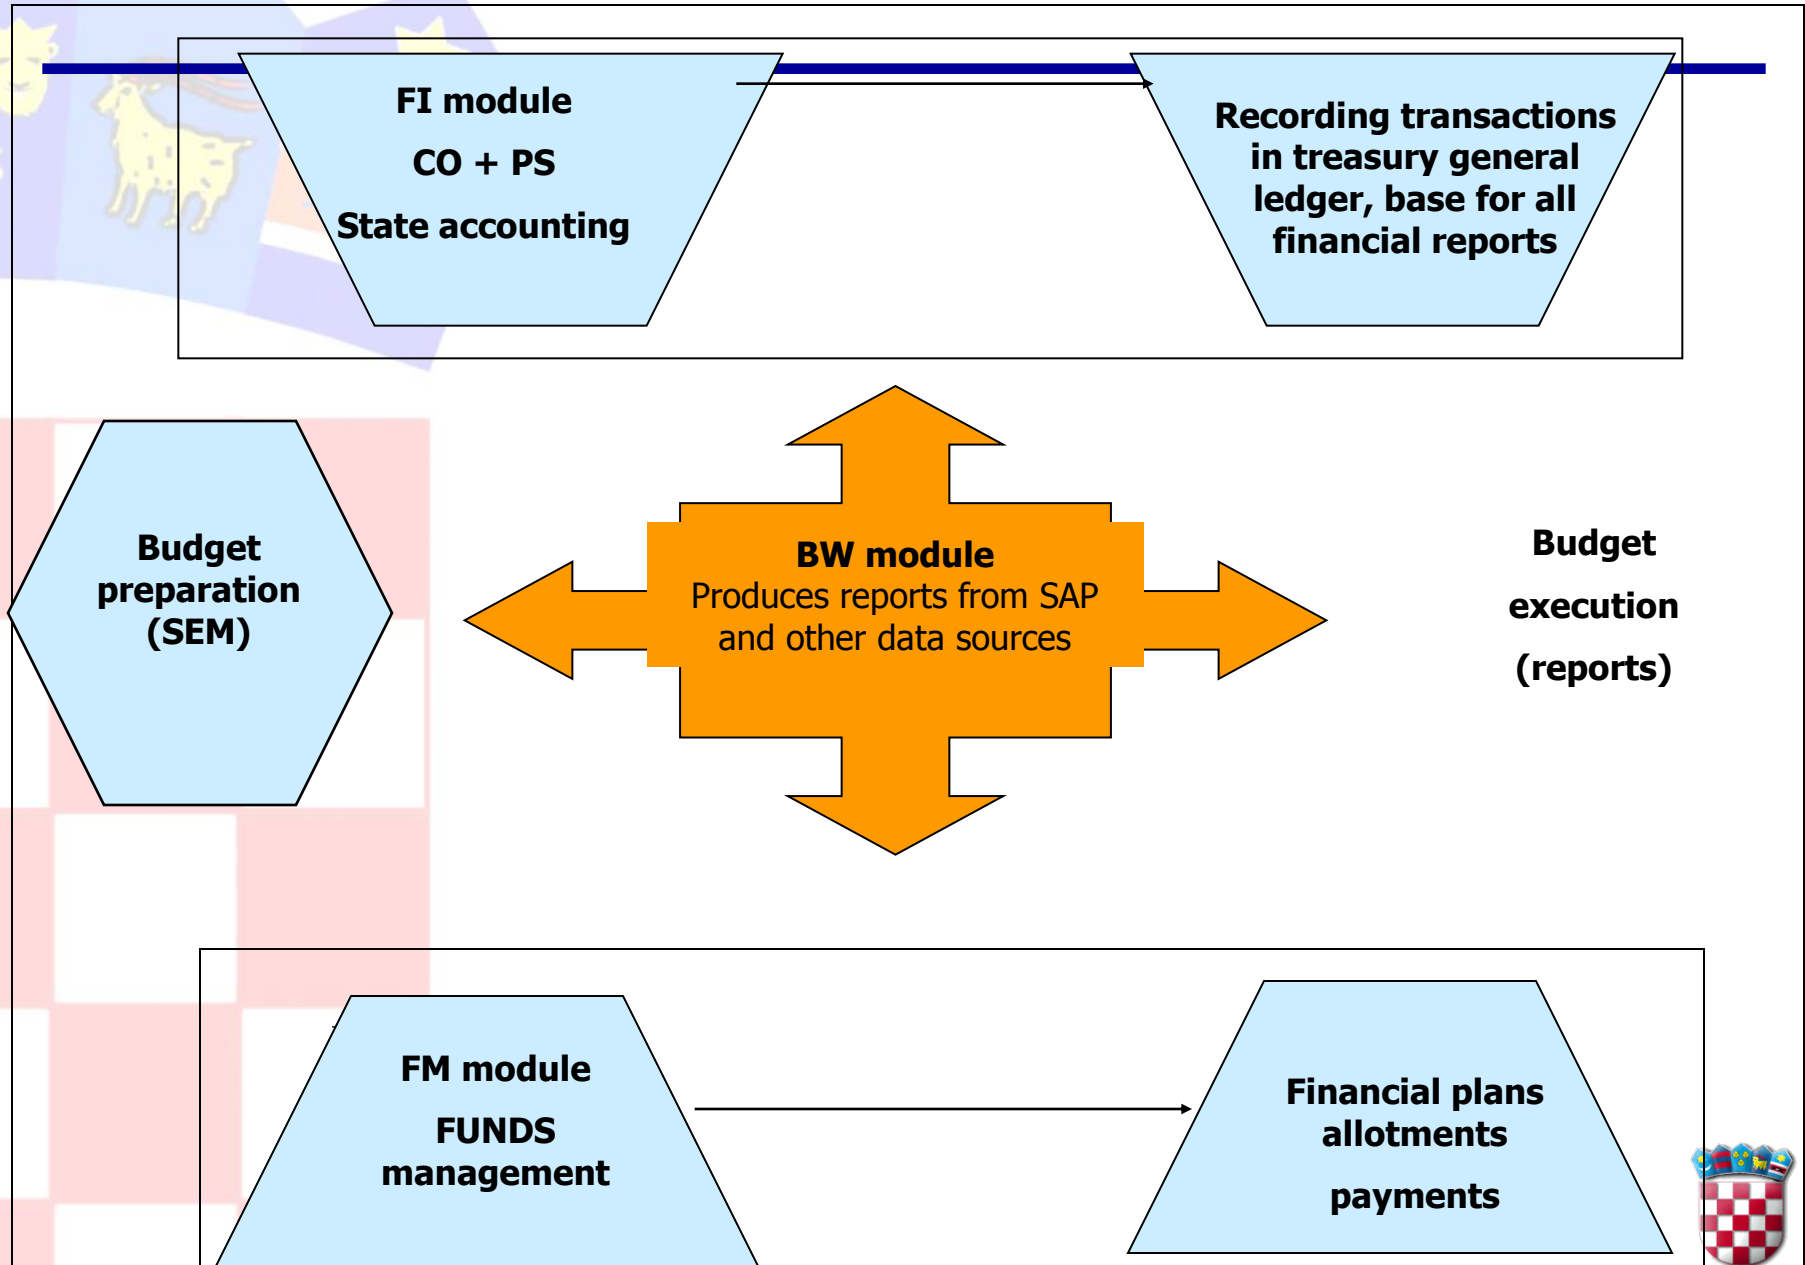 FI module
CO + PS
State accounting
Recording transactions
in treasury general
ledger, base for all
financial reports
Budget
preparation
(SEM)
BW module
Produces reports from SAP
and other data sources
Budget
execution
(reports)
FM module
FUNDS
management
Financial plans
allotments
payments